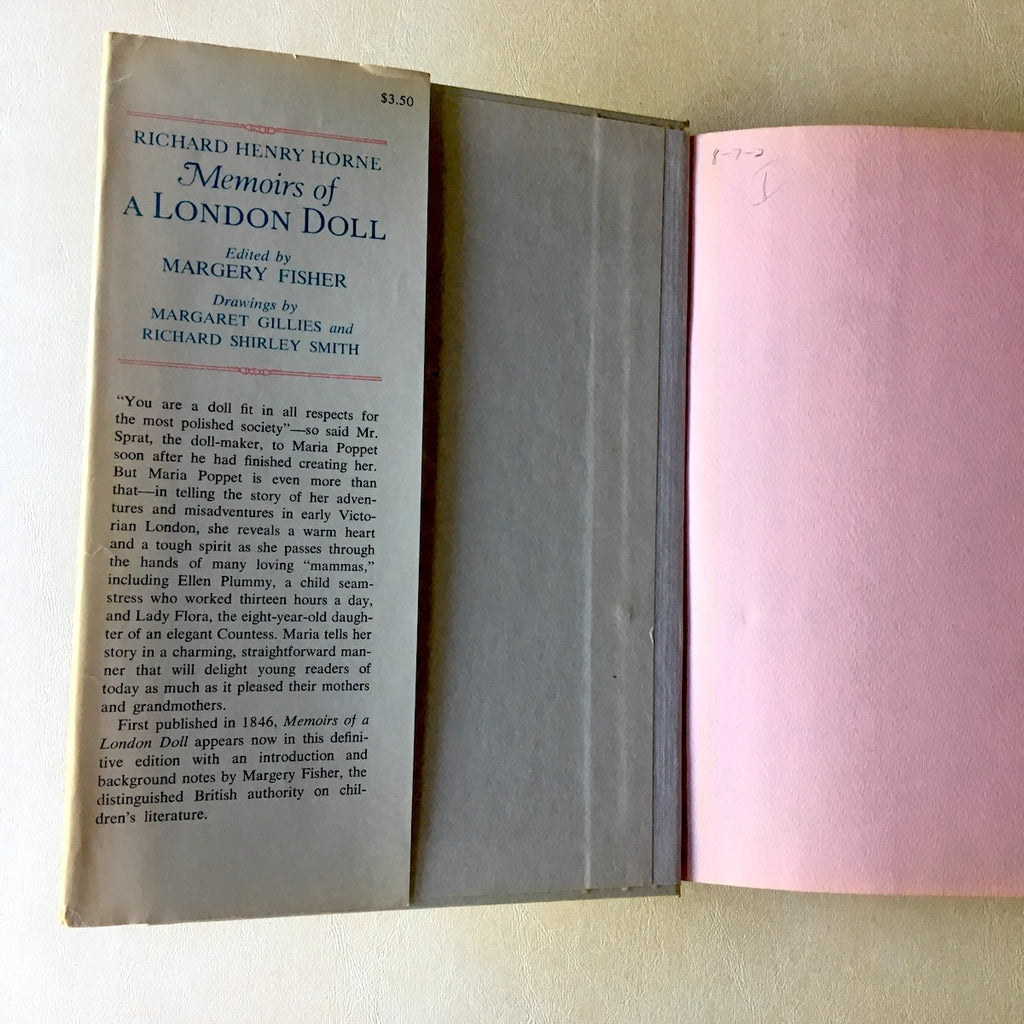 $3.50
RICHARD HENRY HORNE
Memoirs of
A LONDON DOLL
Edited by
MARGERY FISHER
Drawings by
MARGARET GILLIES and
RICHARD SHIRLEY SMITH
“You are a doll fit in all respects for
the most polished society”—so said Mr.
Sprat, the doll-maker, to Maria Poppet
soon after he had finished creating her.
But Maria Poppet is even more than
that—in telling the story of her adven-
tures and misadventures in early Victo-
rian London, she reveals a warm heart
and a tough spirit as she passes through
the hands of many loving “mammas,”
including Ellen Plummy, a child seam-
stress who worked thirteen hours a day,
and Lady Flora, the eight-year-old daugh-
ter of an elegant Countess. Maria tells her
story in a charming, straightforward man-
ner that will delight young readers of
today as much as it pleased their mothers
and grandmothers.
First published in 1846, Memoirs of a
London Doll appears now in this defini-
tive edition with an introduction and
background notes by Margery Fisher, the
distinguished British authority on chil-
dren’s literature.
8-7-2
I